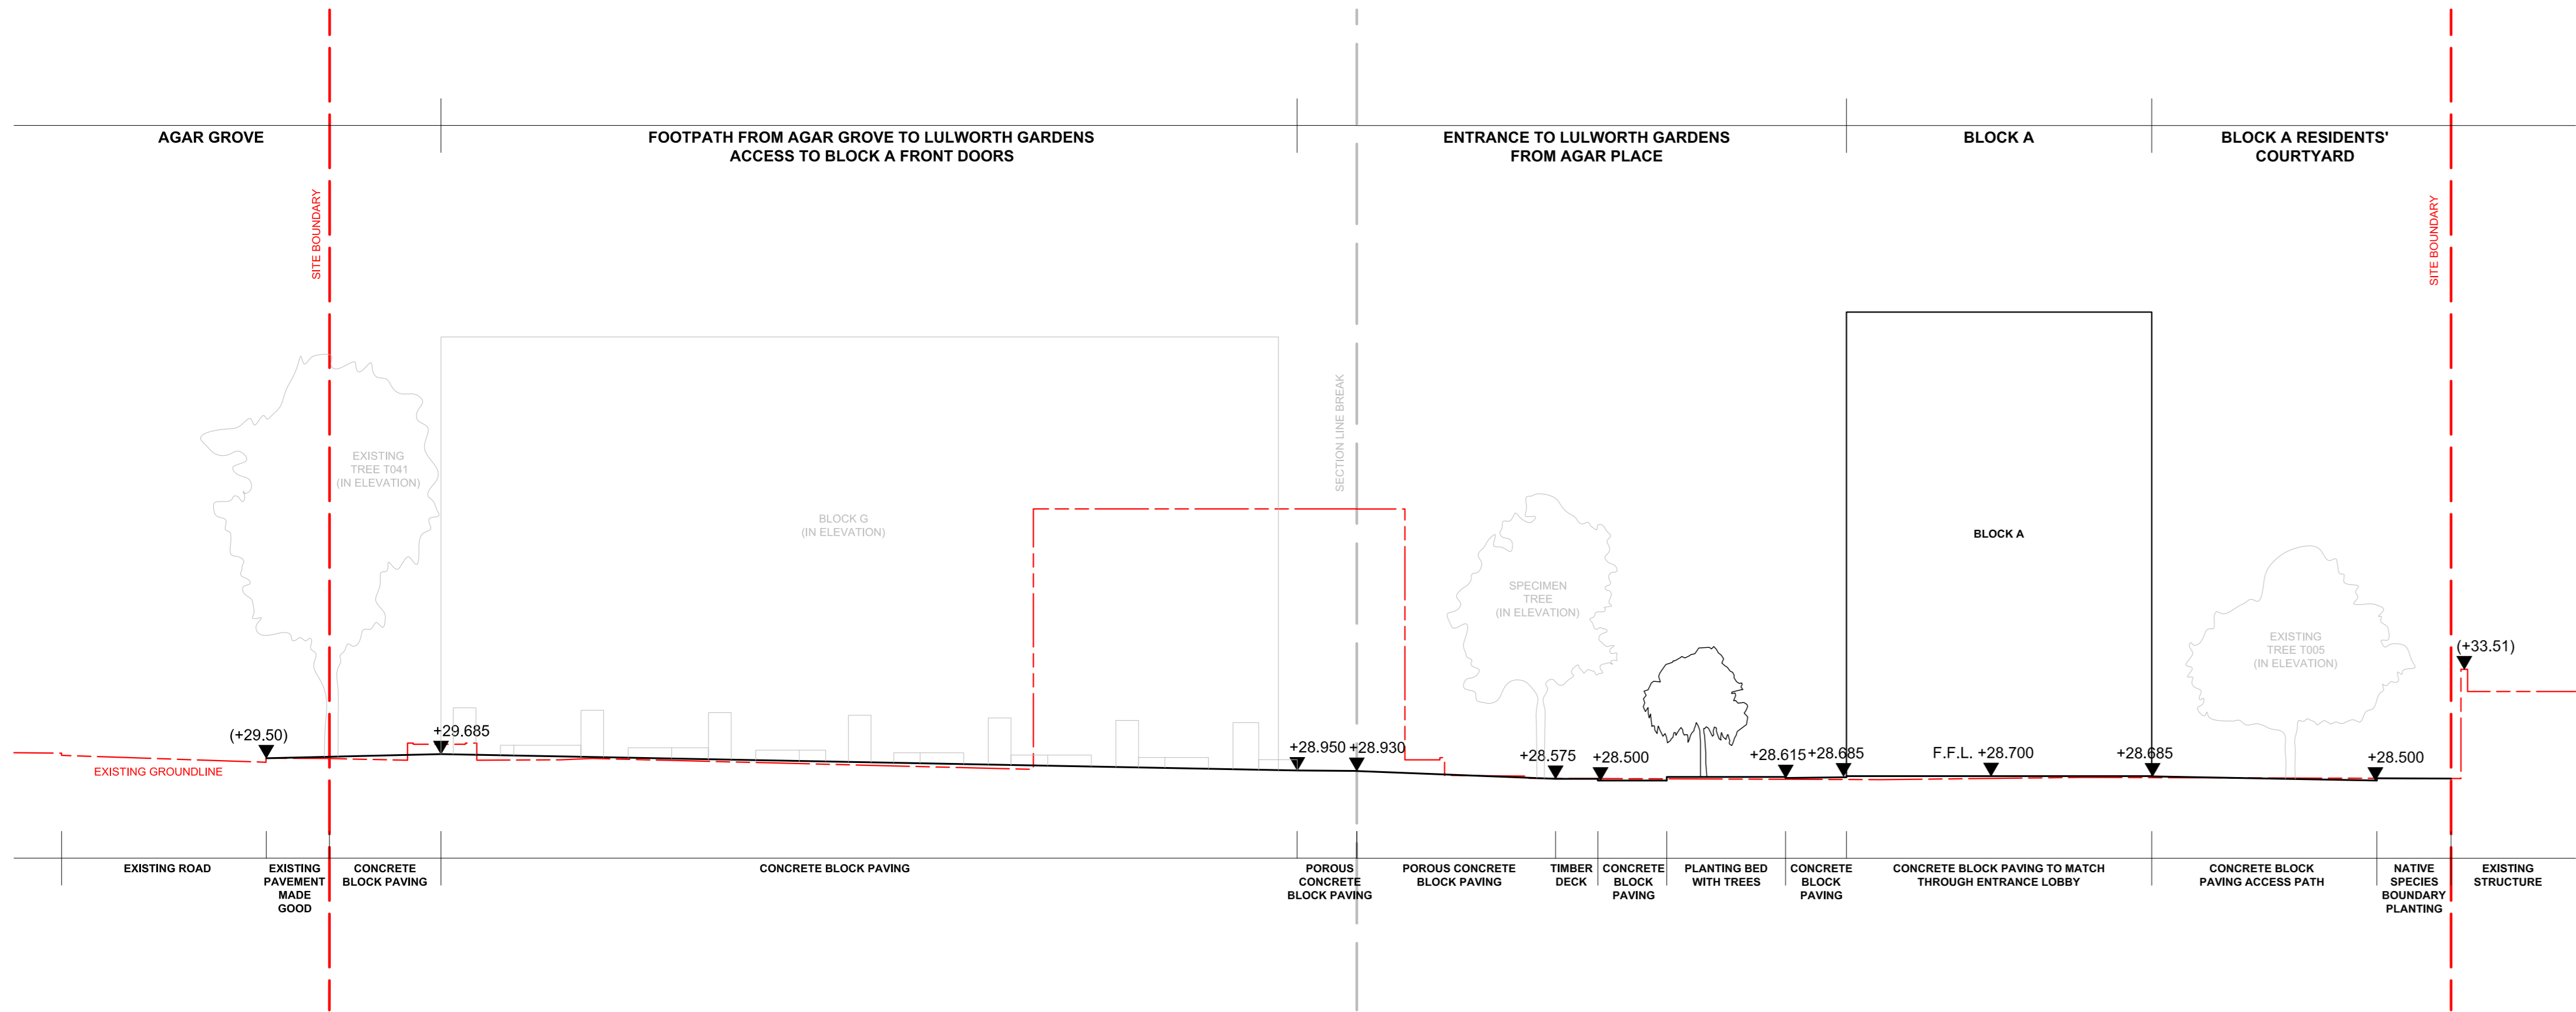 AGAR GROVE
FOOTPATH FROM AGAR GROVE TO LULWORTH GARDENS
ACCESS TO BLOCK A FRONT DOORS
ENTRANCE TO LULWORTH GARDENS
FROM AGAR PLACE
BLOCK A
BLOCK A RESIDENTS'
COURTYARD
SITE BOUNDARY
SITE BOUNDARY
SECTION LINE BREAK
EXISTING
TREE T041
(IN ELEVATION)
BLOCK G
(IN ELEVATION)
SPECIMEN
TREE
(IN ELEVATION)
BLOCK A
EXISTING
TREE T005
(IN ELEVATION)
(+33.51)
(+29.50)
+29.685
+28.950
+28.930
+28.575
+28.500
+28.615
+28.685
F.F.L. +28.700
+28.685
+28.500
EXISTING GROUNDLINE
EXISTING ROAD
EXISTING
PAVEMENT
MADE
GOOD
CONCRETE
BLOCK PAVING
CONCRETE BLOCK PAVING
POROUS
CONCRETE
BLOCK PAVING
POROUS CONCRETE
BLOCK PAVING
TIMBER
DECK
CONCRETE
BLOCK
PAVING
PLANTING BED
WITH TREES
CONCRETE
BLOCK
PAVING
CONCRETE BLOCK PAVING TO MATCH
THROUGH ENTRANCE LOBBY
CONCRETE BLOCK
PAVING ACCESS PATH
NATIVE
SPECIES
BOUNDARY
PLANTING
EXISTING
STRUCTURE